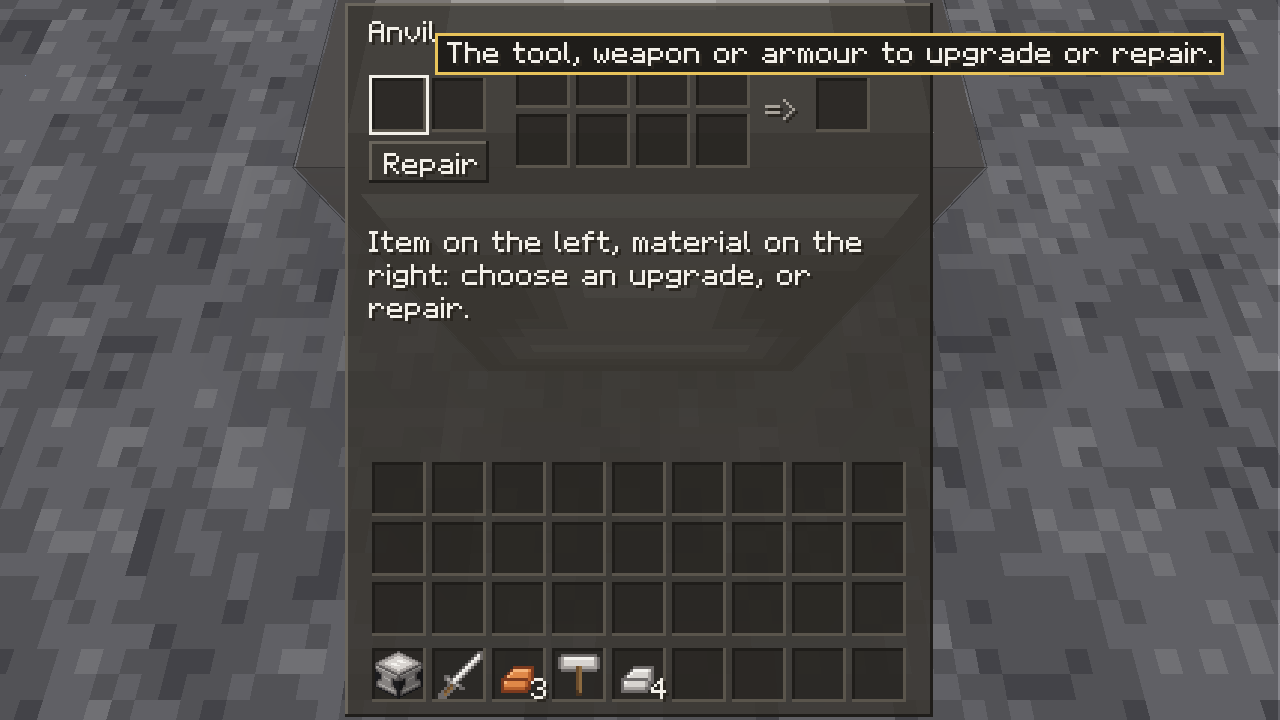 Anvil
The tool, weapon or armour to upgrade or repair.
=>
Repair
Item on the left, material on the
right: choose an upgrade, or
repair.
3
4